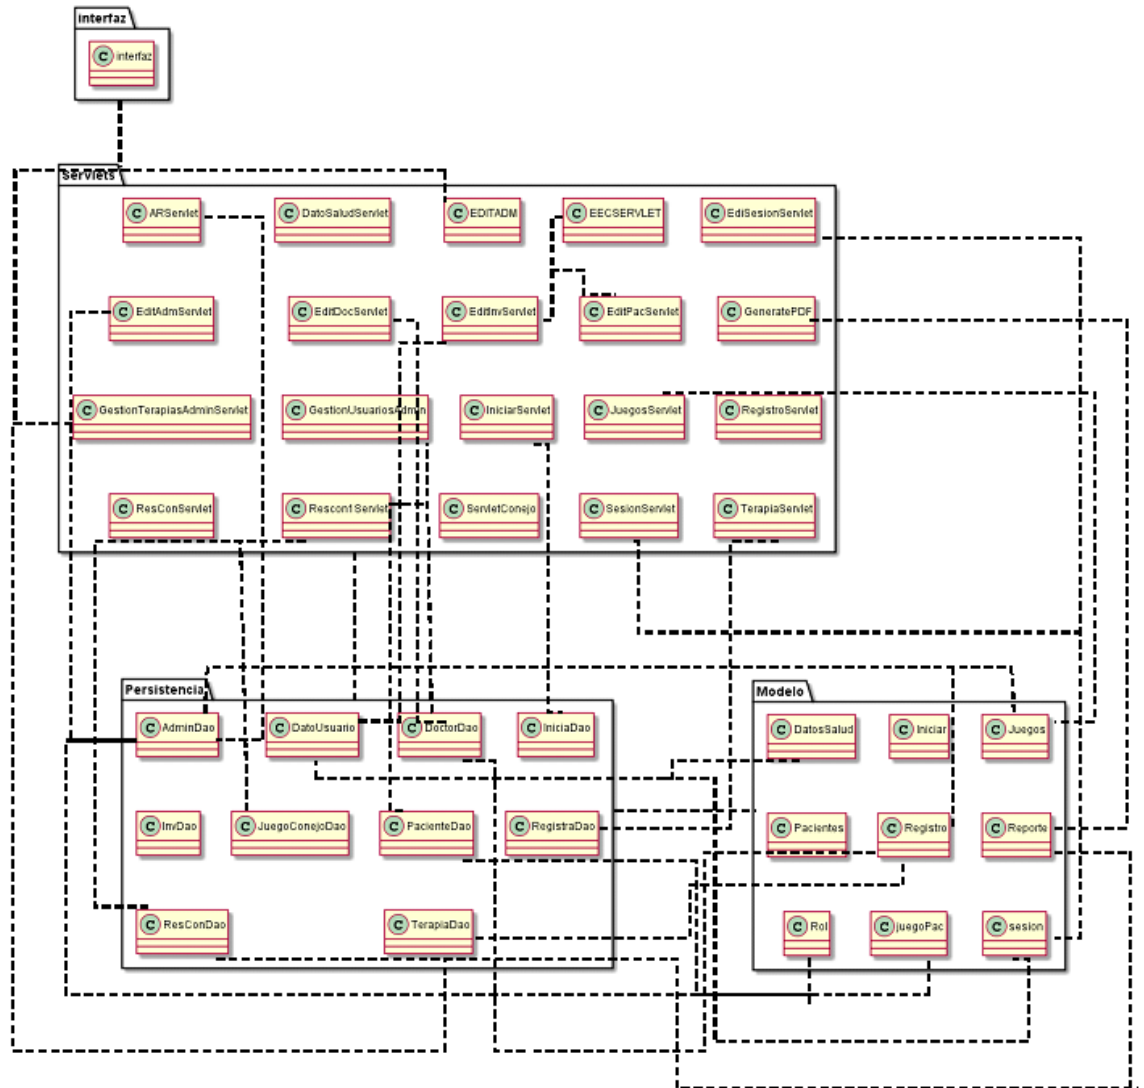 interfaz
C interfaz
Servlets
C ARServlet
C DatoSaludServlet
C EDITADM
C EECSERVLET
C EdiSesionServlet
C EditAdmServlet
C EditDocServlet
C EditInvServlet
C EditPacServlet
C GeneratePDF
C GestionTerapiasAdminServlet
C GestionUsuariosAdmin
C IniciarServlet
C JuegosServlet
C RegistroServlet
C ResConServlet
C Resconf Servlet
C ServletConejo
C SesionServlet
C TerapiaServlet
Persistencia
C AdminDao
C DatoUsuario
C DoctorDao
C IniciaDao
C InvDao
C JuegoConejoDao
C PacienteDao
C RegistraDao
C ResConDao
C TerapiaDao
Modelo
C DatosSalud
C Iniciar
C Juegos
C Pacientes
C Registro
C Reporte
C Rol
C juegoPac
C sesion